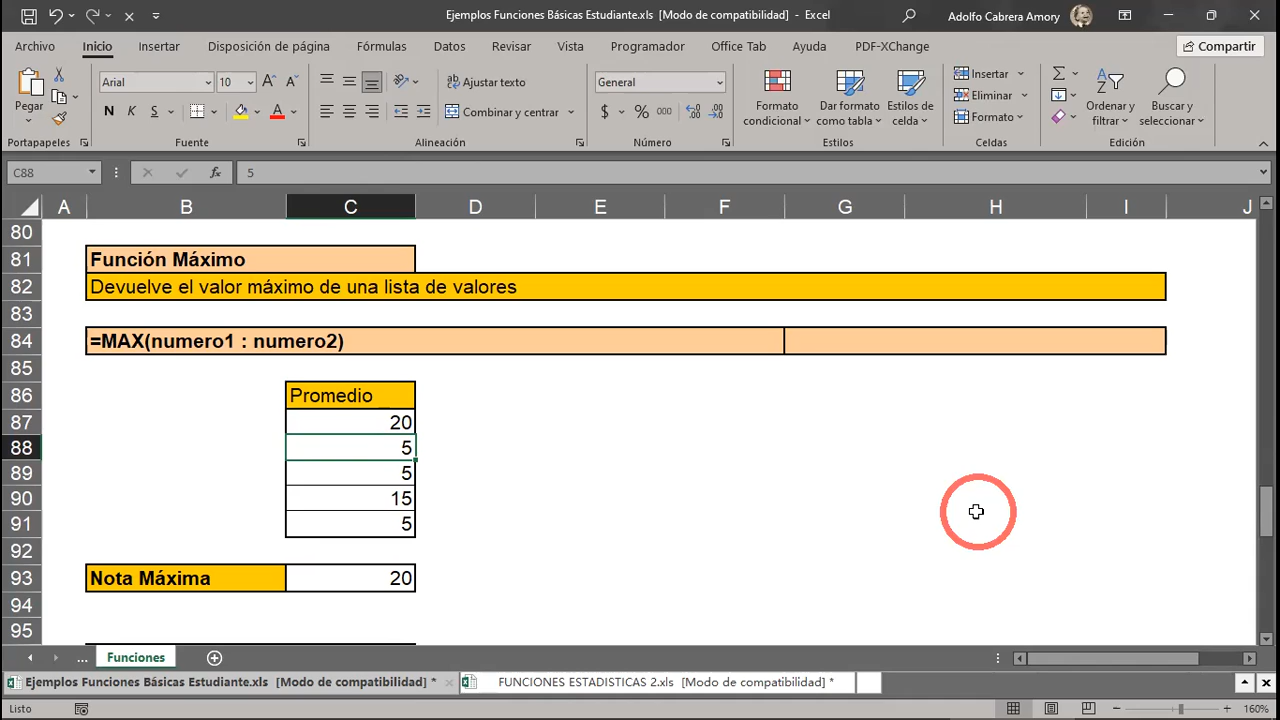 Ejemplos Funciones Básicas Estudiante.xls [Modo de compatibilidad] - Excel
Adolfo Cabrera Amory
Archivo Inicio Insertar Disposición de página Fórmulas Datos Revisar Vista Programador Office Tab Ayuda PDF-XChange Compartir
Pegar
Arial 10
N K S
Ajustar texto
Combinar y centrar
General
$ % 000
Formato condicional
Dar formato como tabla
Estilos de celda
Insertar
Eliminar
Formato
Ordenar y filtrar
Buscar y seleccionar
Portapapeles Fuente Alineación Número Estilos Celdas Edición
C88 fx 5
A B C D E F G H I J
80
81 Función Máximo
82 Devuelve el valor máximo de una lista de valores
83
84 =MAX(numero1 : numero2)
85
86 Promedio
87 20
88 5
89 5
90 15
91 5
92
93 Nota Máxima 20
94
95
... Funciones
Ejemplos Funciones Básicas Estudiante.xls [Modo de compatibilidad] * FUNCIONES ESTADISTICAS 2.xls [Modo de compatibilidad] *
Listo 160%